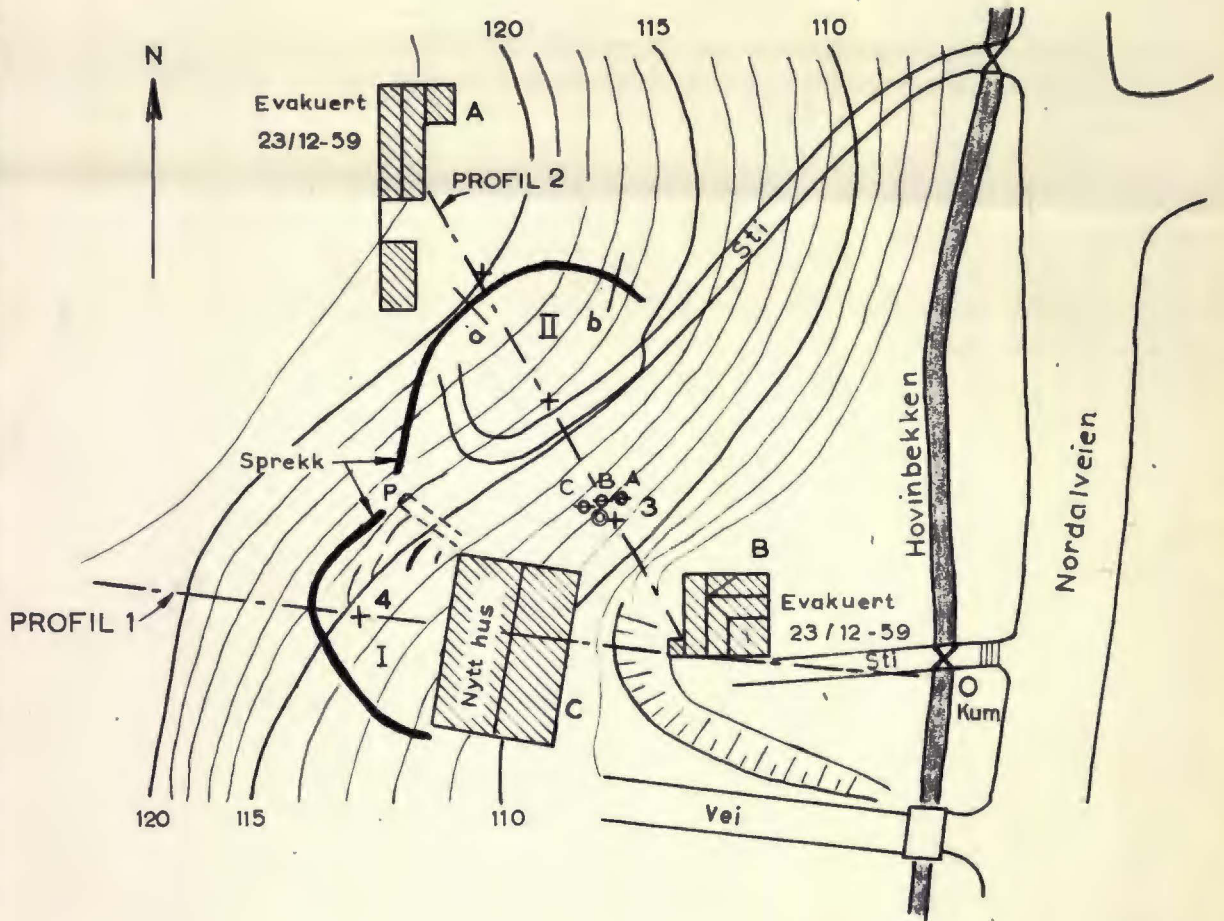 120
115
110
N
Evakuert
23/12-59
A
PROFIL 2
Sti
II
a
b
Sprekk
P
C
B
A
3
Hovinbekken
Nordalveien
PROFIL 1
4
I
Nytt hus
C
B
Evakuert
23/12-59
Sti
Kum
Vei
120
115
110